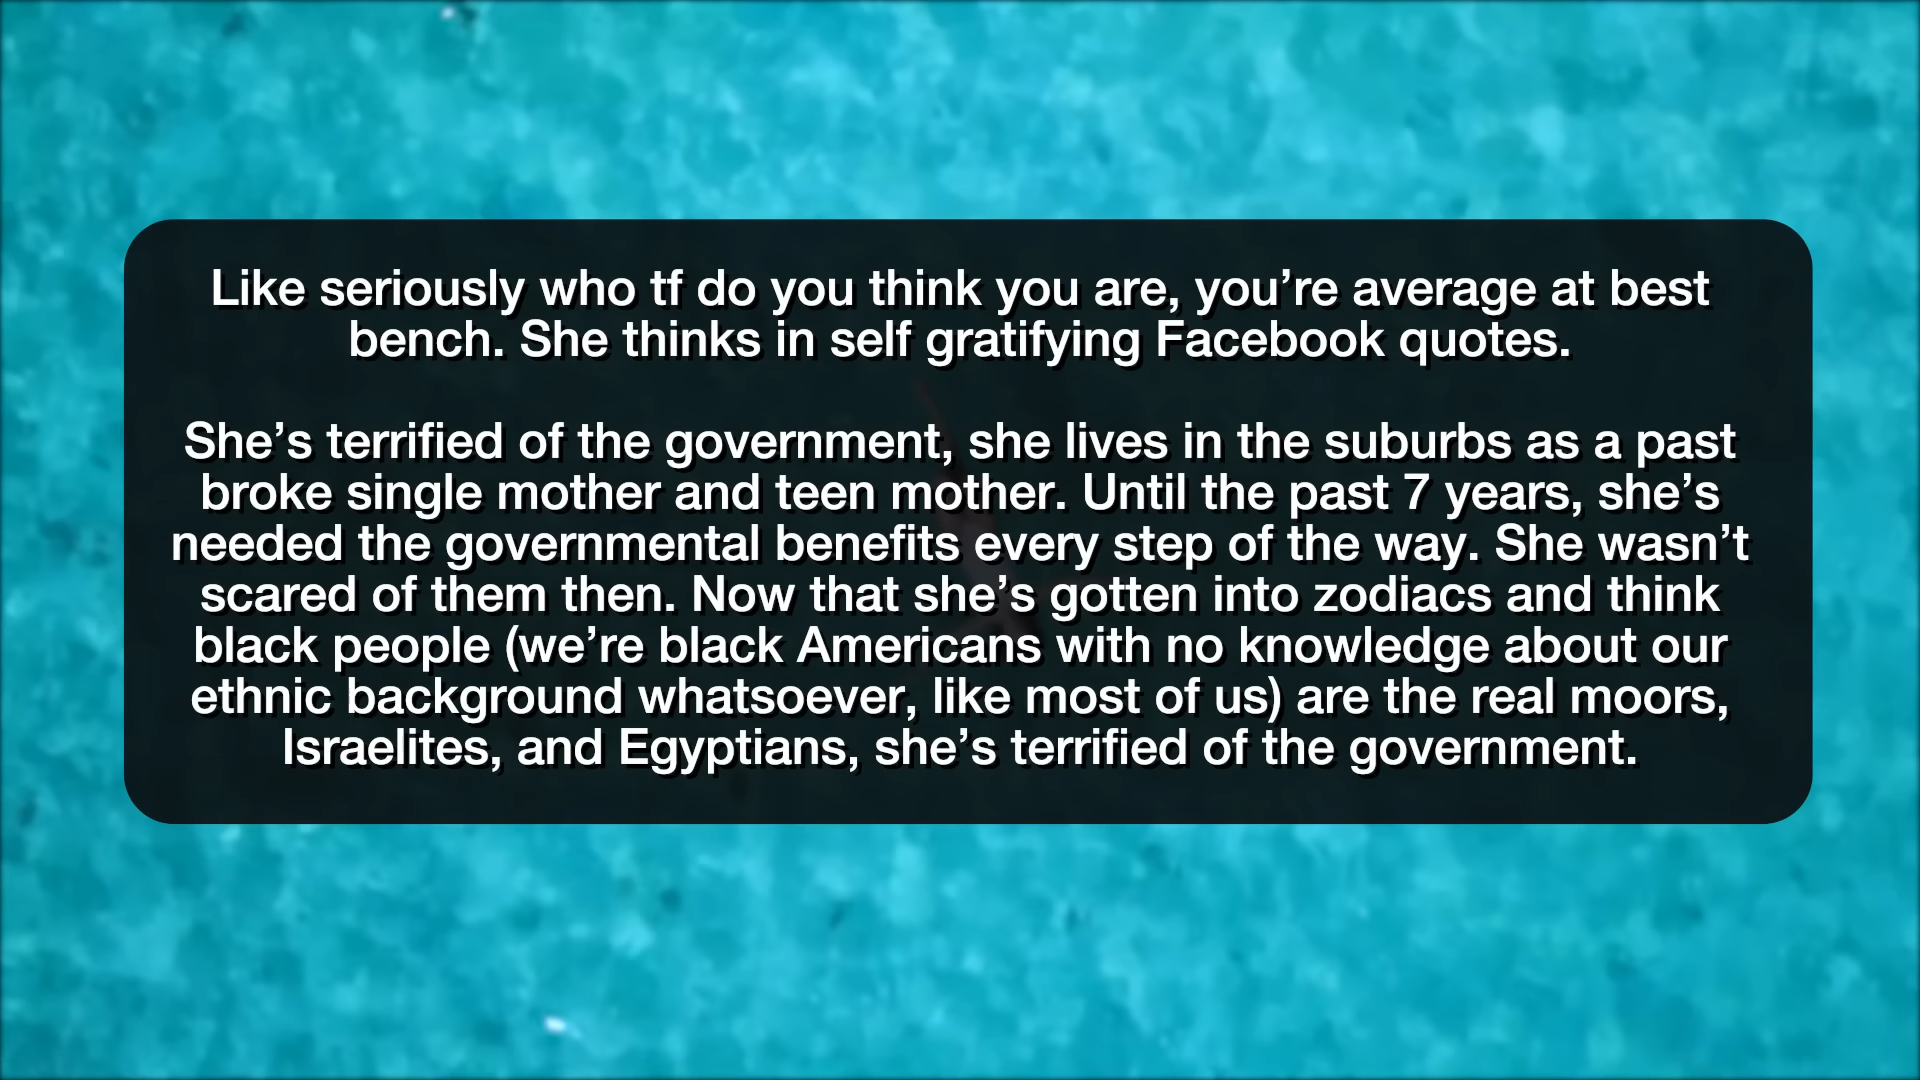 Like seriously who tf do you think you are, you’re average at best
bench. She thinks in self gratifying Facebook quotes.
She’s terrified of the government, she lives in the suburbs as a past
broke single mother and teen mother. Until the past 7 years, she’s
needed the governmental benefits every step of the way. She wasn’t
scared of them then. Now that she’s gotten into zodiacs and think
black people (we’re black Americans with no knowledge about our
ethnic background whatsoever, like most of us) are the real moors,
Israelites, and Egyptians, she’s terrified of the government.